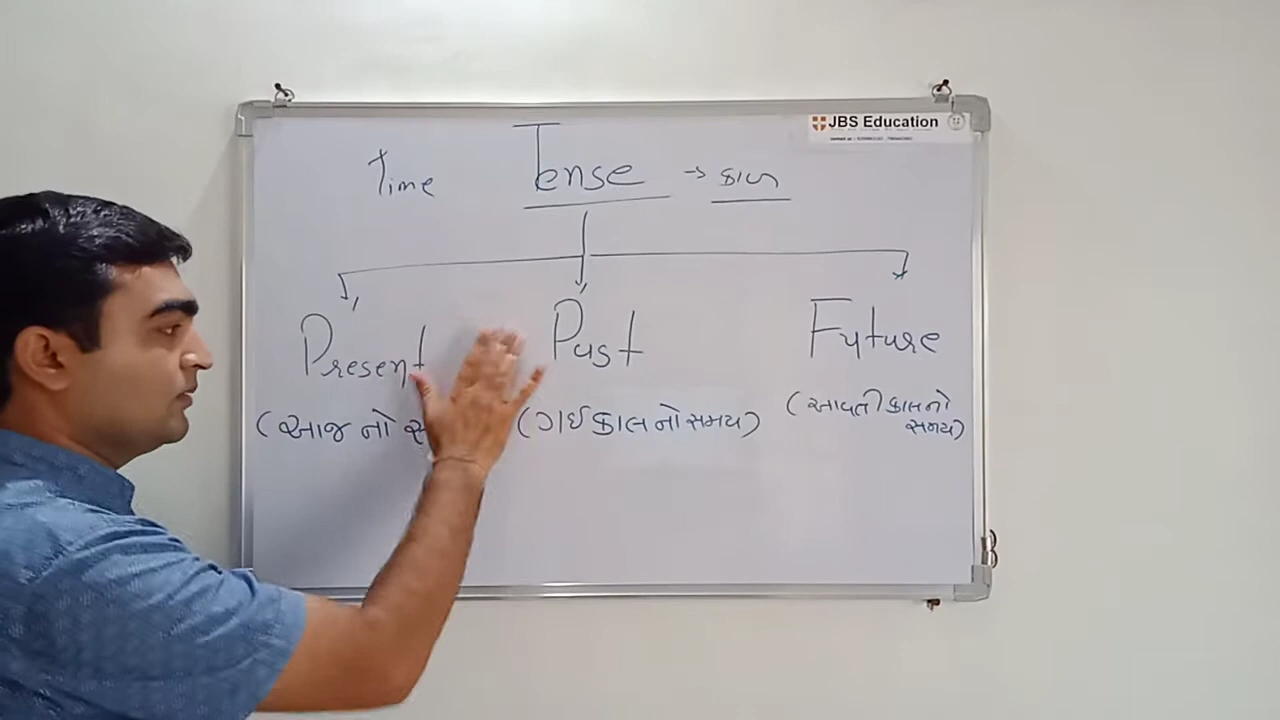 JBS Education
Time Tense → કાળ
Present Past Future
(આજ નો (ગઈકાલ નો સમય) (આવતીકાલનો
સમય)